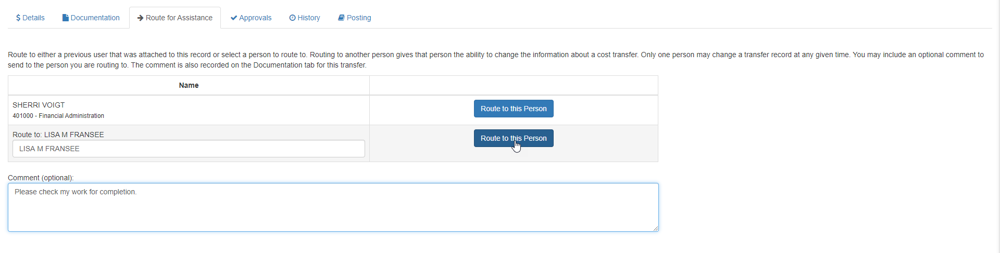 $ Details Documentation Route for Assistance Approvals History Posting
Route to either a previous user that was attached to this record or select a person to route to. Routing to another person gives that person the ability to change the information about a cost transfer. Only one person may change a transfer record at any given time. You may include an optional comment to
send to the person you are routing to. The comment is also recorded on the Documentation tab for this transfer.
Name
SHERRI VOIGT
401000 - Financial Administration
Route to this Person
Route to: LISA M FRANSEE
LISA M FRANSEE
Route to this Person
Comment (optional):
Please check my work for completion.